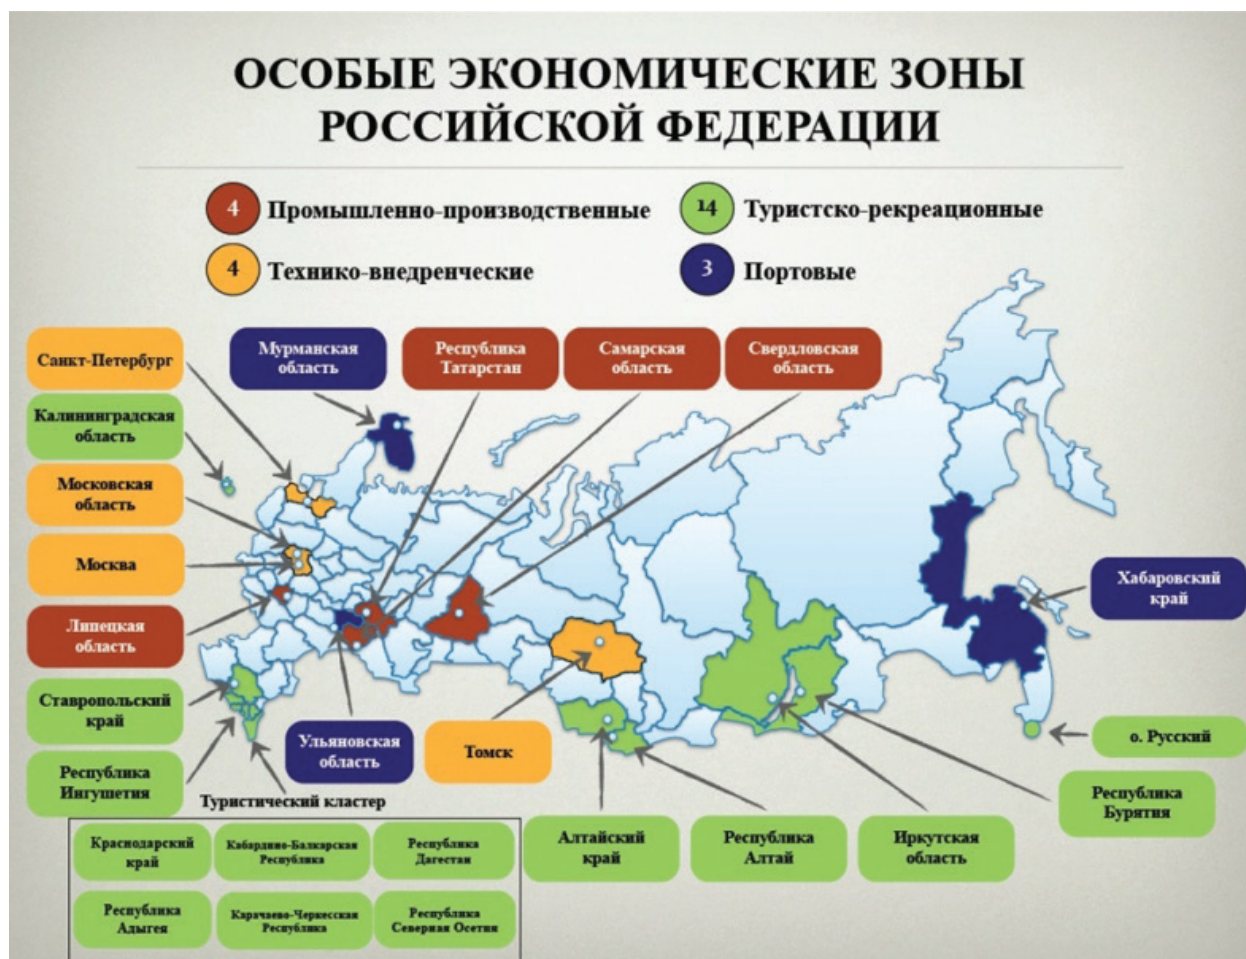 ОСОБЫЕ ЭКОНОМИЧЕСКИЕ ЗОНЫ
РОССИЙСКОЙ ФЕДЕРАЦИИ
4 Промышленно-производственные
14 Туристско-рекреационные
4 Технико-внедренческие
3 Портовые
Санкт-Петербург
Мурманская
область
Республика
Татарстан
Самарская
область
Свердловская
область
Калининградская
область
Московская
область
Москва
Липецкая
область
Ставропольский
край
Республика
Ингушетия
Хабаровский
край
о. Русский
Республика
Бурятия
Ульяновская
область
Томск
Туристический кластер
Краснодарский
край
Кабардино-Балкарская
Республика
Республика
Дагестан
Республика
Адыгея
Карачаево-Черкесская
Республика
Республика
Северная Осетия
Алтайский
край
Республика
Алтай
Иркутская
область